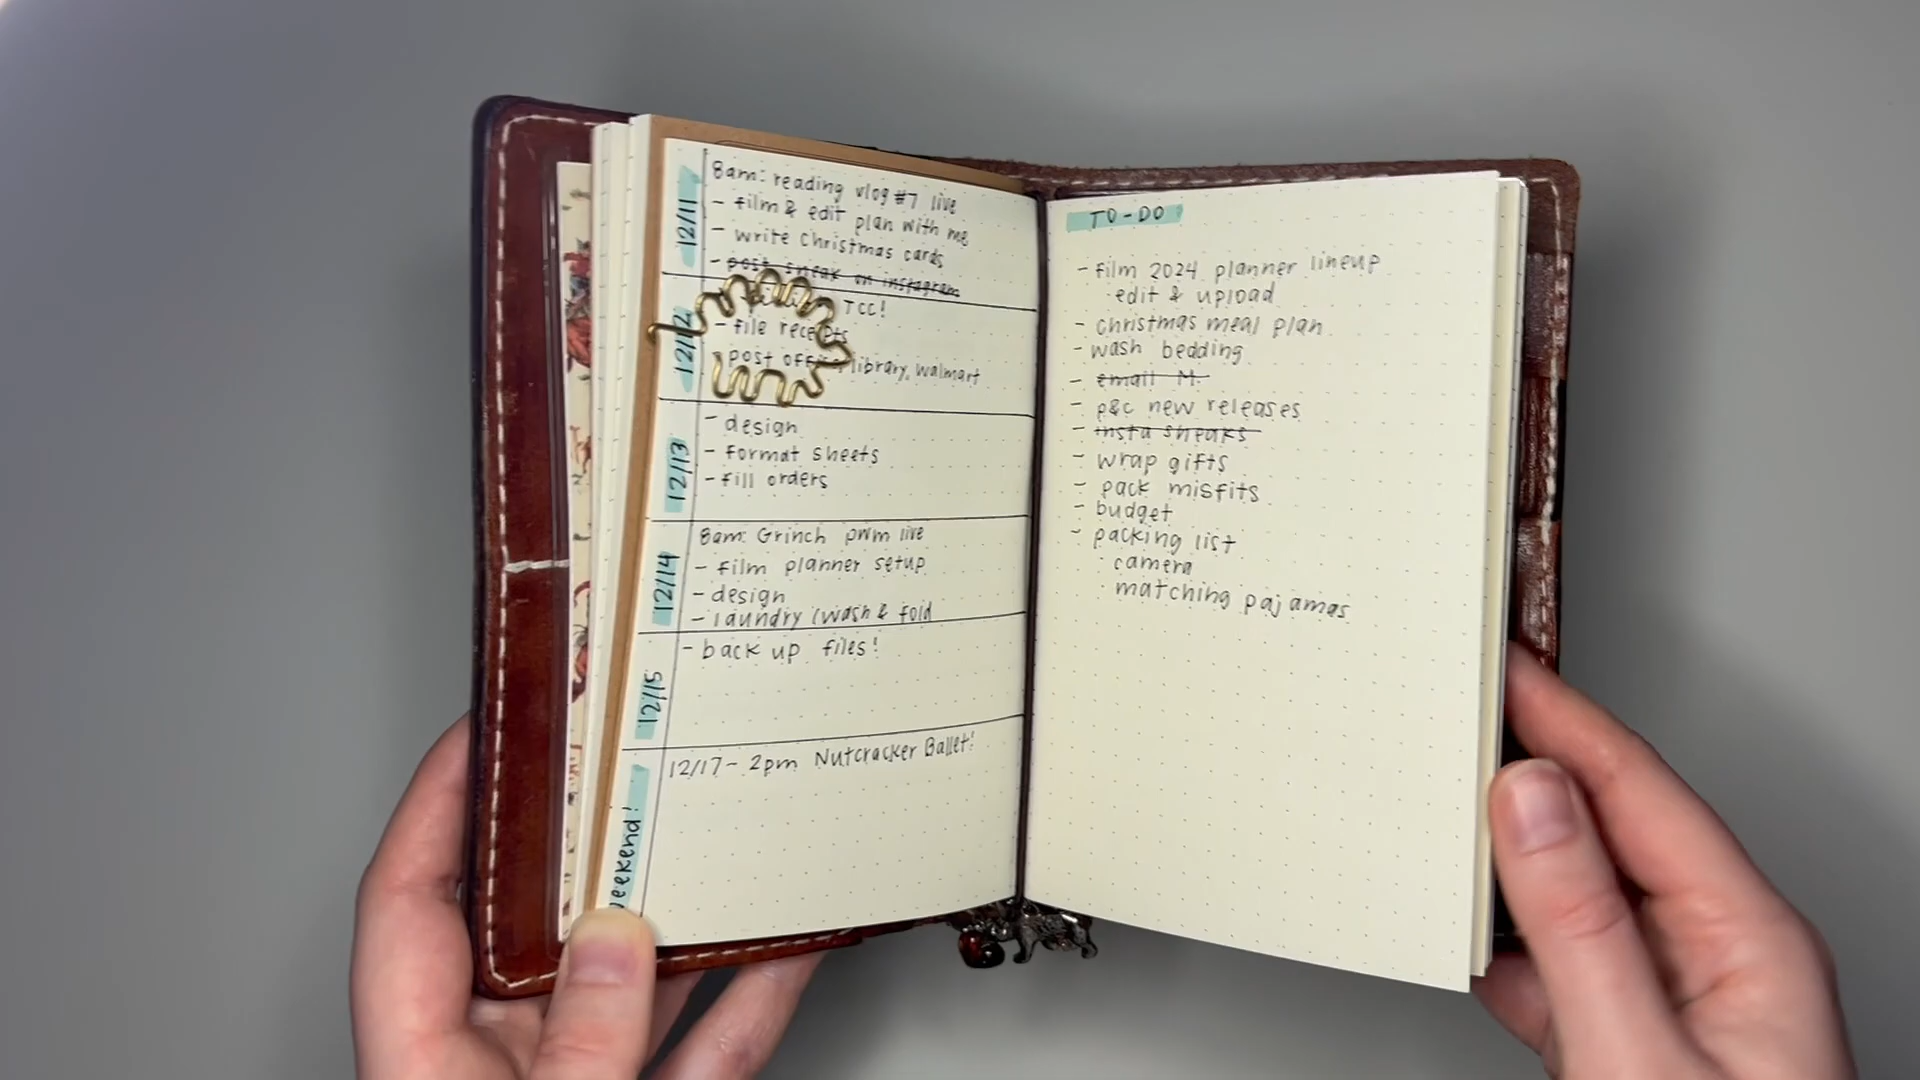 12/11
8am: reading vlog #7 live
- film & edit plan with me
- write christmas cards
- post sneak on instagram
12/12
TCC!
- file receipts
- post office, library, walmart
12/13
- design
- format sheets
- fill orders
12/14
8am: Grinch pwm live
- film planner setup
- design
- laundry (wash & fold
12/15
- back up files!
weekend!
12/17 - 2pm Nutcracker Ballet!
TO-DO
- film 2024 planner lineup
· edit & upload
- christmas meal plan
- wash bedding
- email M.
- p&c new releases
- insta sneaks
- wrap gifts
- pack misfits
- budget
- packing list
· camera
· matching pajamas